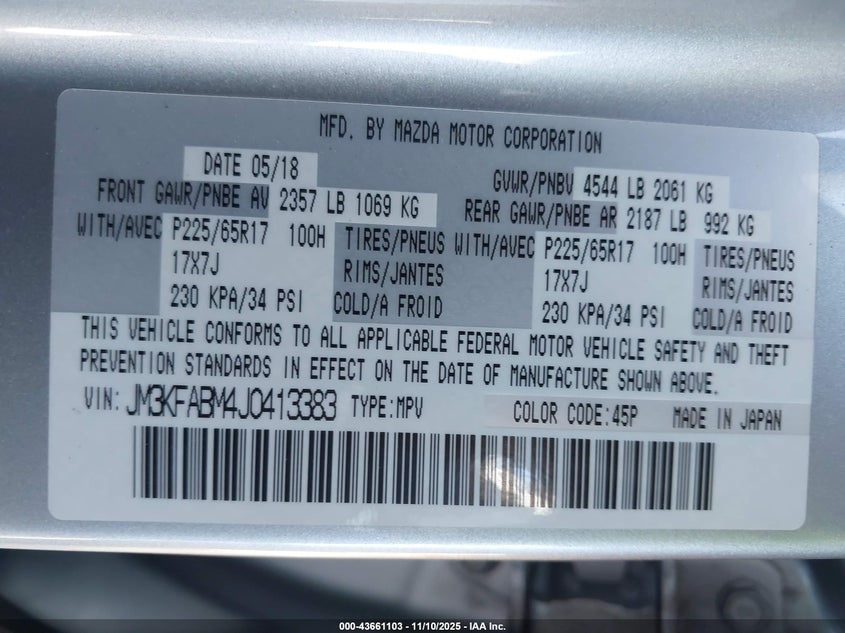 MFD. BY MAZDA MOTOR CORPORATION
DATE 05/18 GVWR/PNBV 4544 LB 2061 KG
FRONT GAWR/PNBE AV 2357 LB 1069 KG REAR GAWR/PNBE AR 2187 LB 992 KG
WITH/AVEC P225/65R17 100H TIRES/PNEUS WITH/AVEC P225/65R17 100H TIRES/PNEUS
17X7J RIMS/JANTES 17X7J RIMS/JANTES
230 KPA/34 PSI COLD/A FROID 230 KPA/34 PSI COLD/A FROID
THIS VEHICLE CONFORMS TO ALL APPLICABLE FEDERAL MOTOR VEHICLE SAFETY AND THEFT
PREVENTION STANDARDS IN EFFECT ON THE DATE OF MANUFACTURE SHOWN ABOVE.
VIN: JM3KFABM4J0413383 TYPE:MPV COLOR CODE:45P MADE IN JAPAN
000-43661103 - 11/10/2025 - IAA Inc.